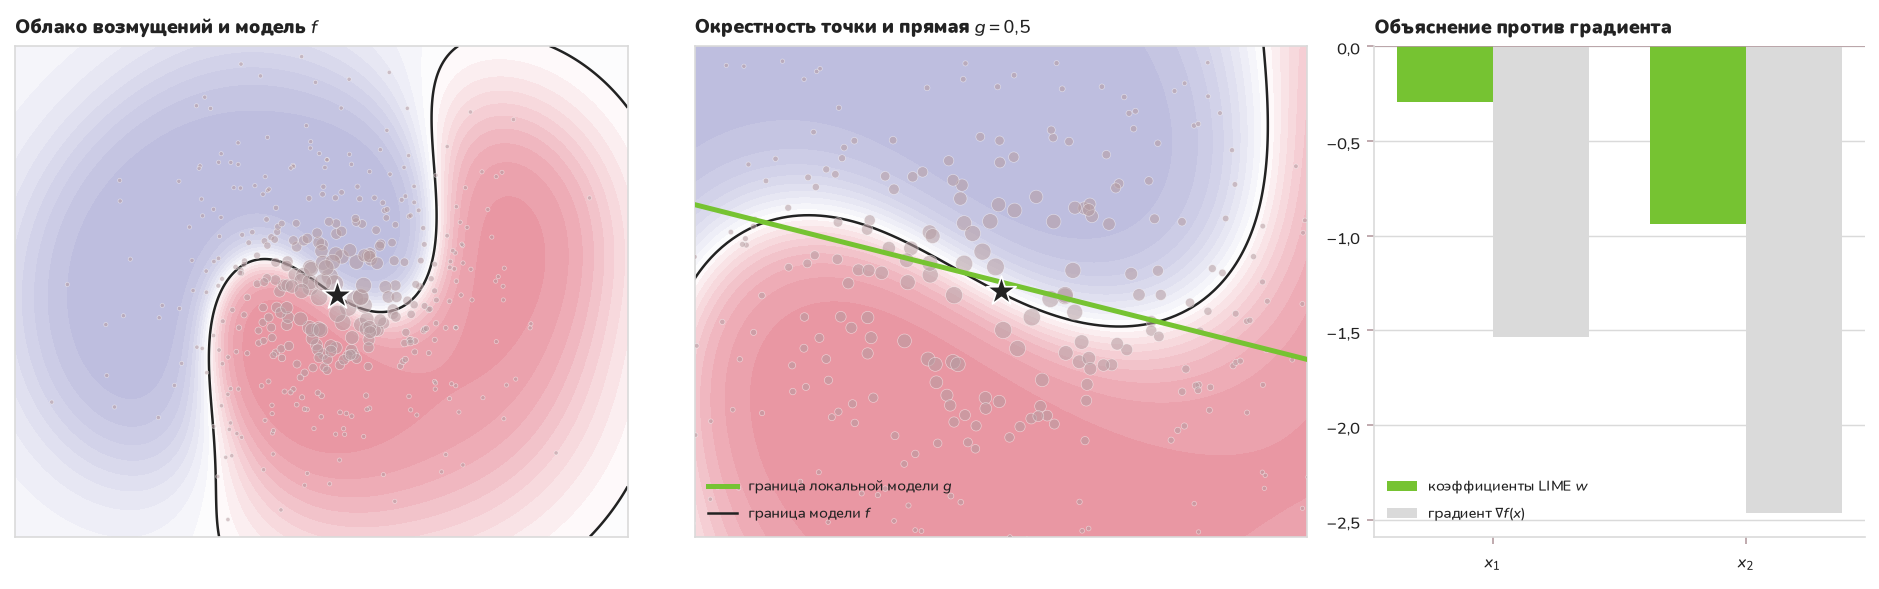 Облако возмущений и модель f
Окрестность точки и прямая g = 0,5
граница локальной модели g
граница модели f
Объяснение против градиента
0,0
−0,5
−1,0
−1,5
−2,0
−2,5
коэффициенты LIME w
градиент ∇f(x)
x₁
x₂